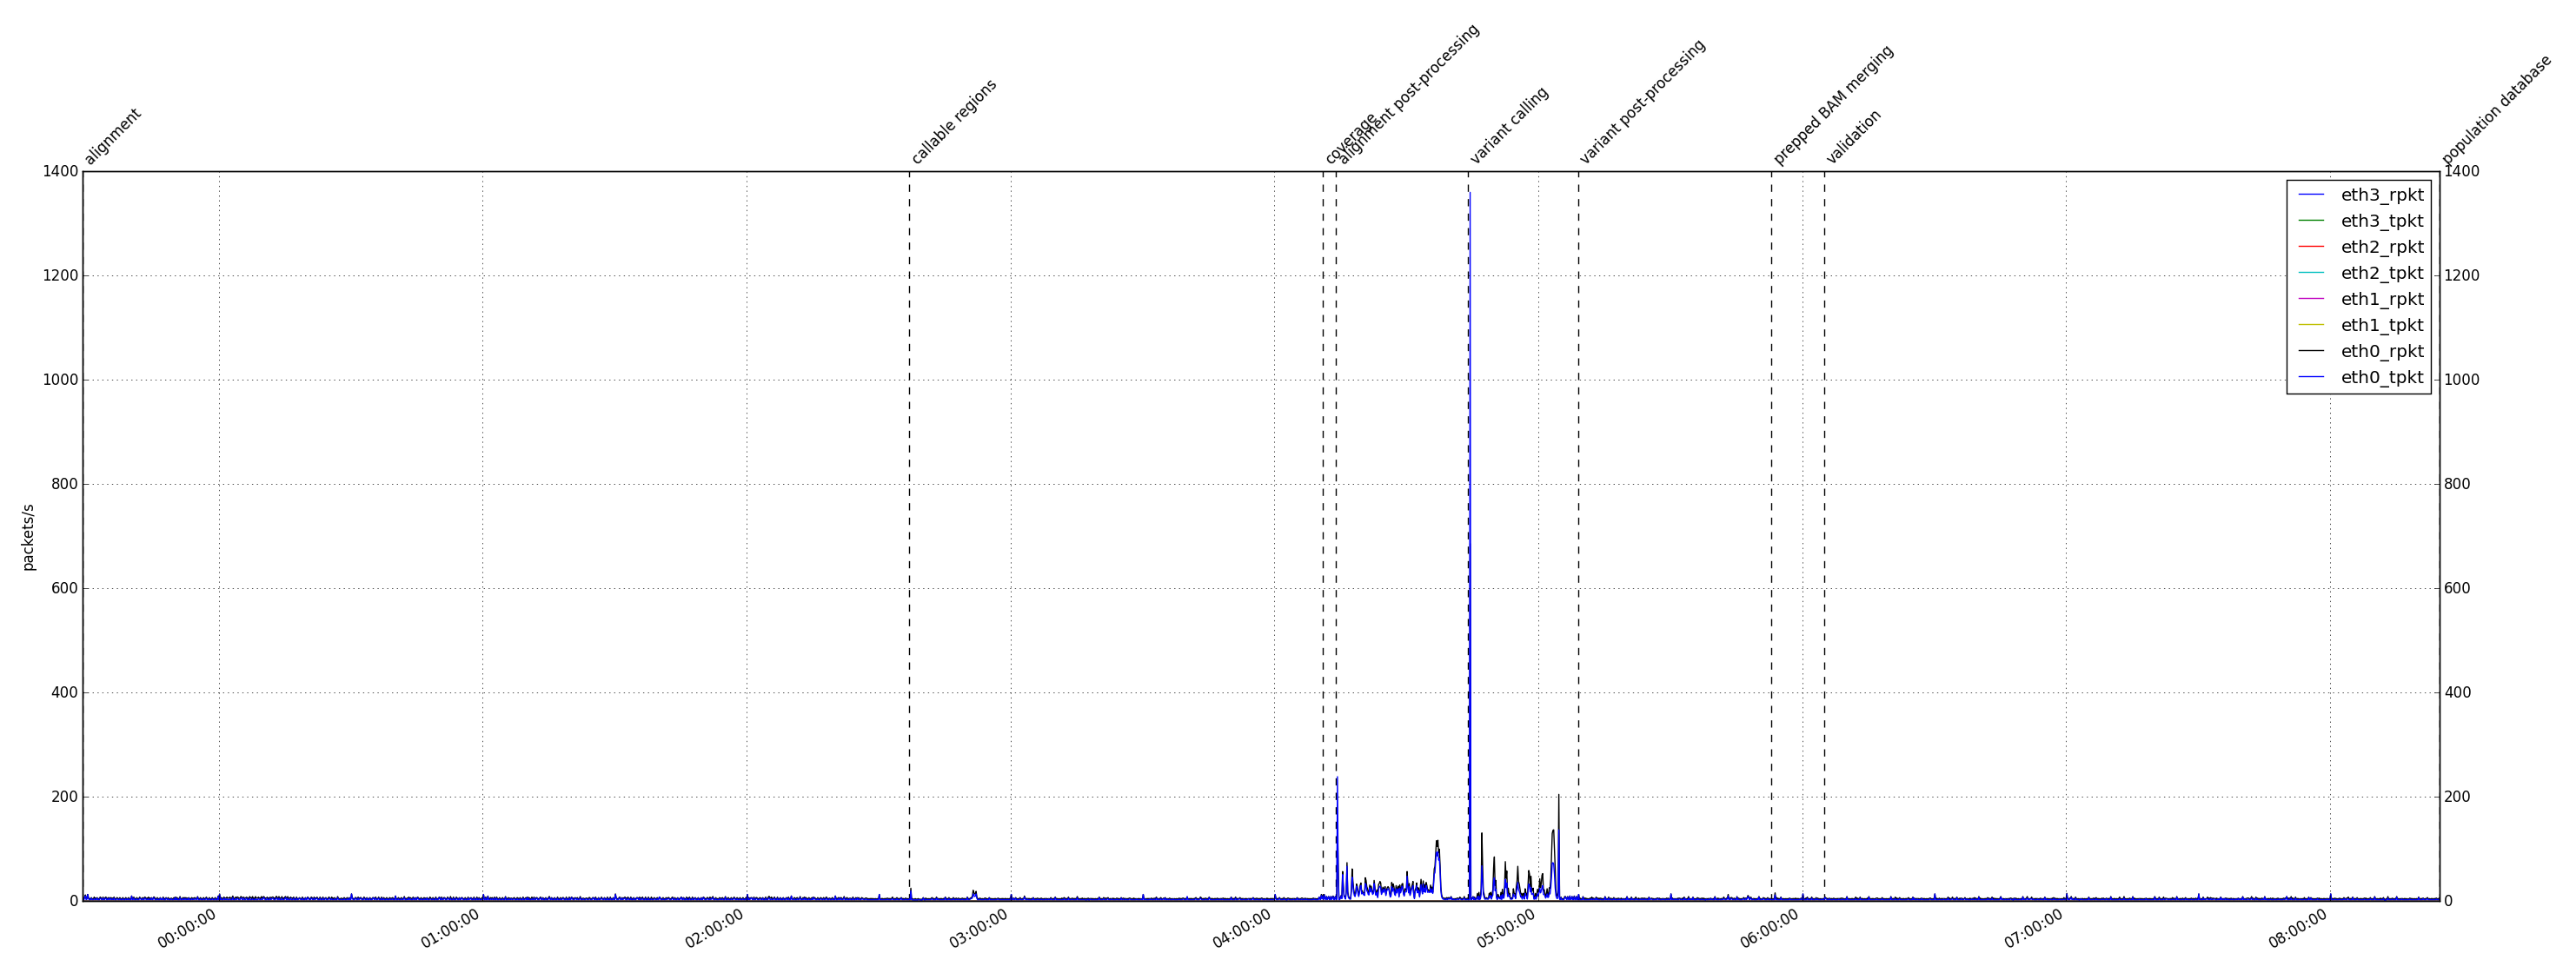 alignment
callable regions
coverage
alignment post-processing
variant calling
variant post-processing
prepped BAM merging
validation
population database
1400
1200
1000
800
600
400
200
0
packets/s
1400
1200
1000
800
600
400
200
0
eth3_rpkt
eth3_tpkt
eth2_rpkt
eth2_tpkt
eth1_rpkt
eth1_tpkt
eth0_rpkt
eth0_tpkt
00:00:00
01:00:00
02:00:00
03:00:00
04:00:00
05:00:00
06:00:00
07:00:00
08:00:00